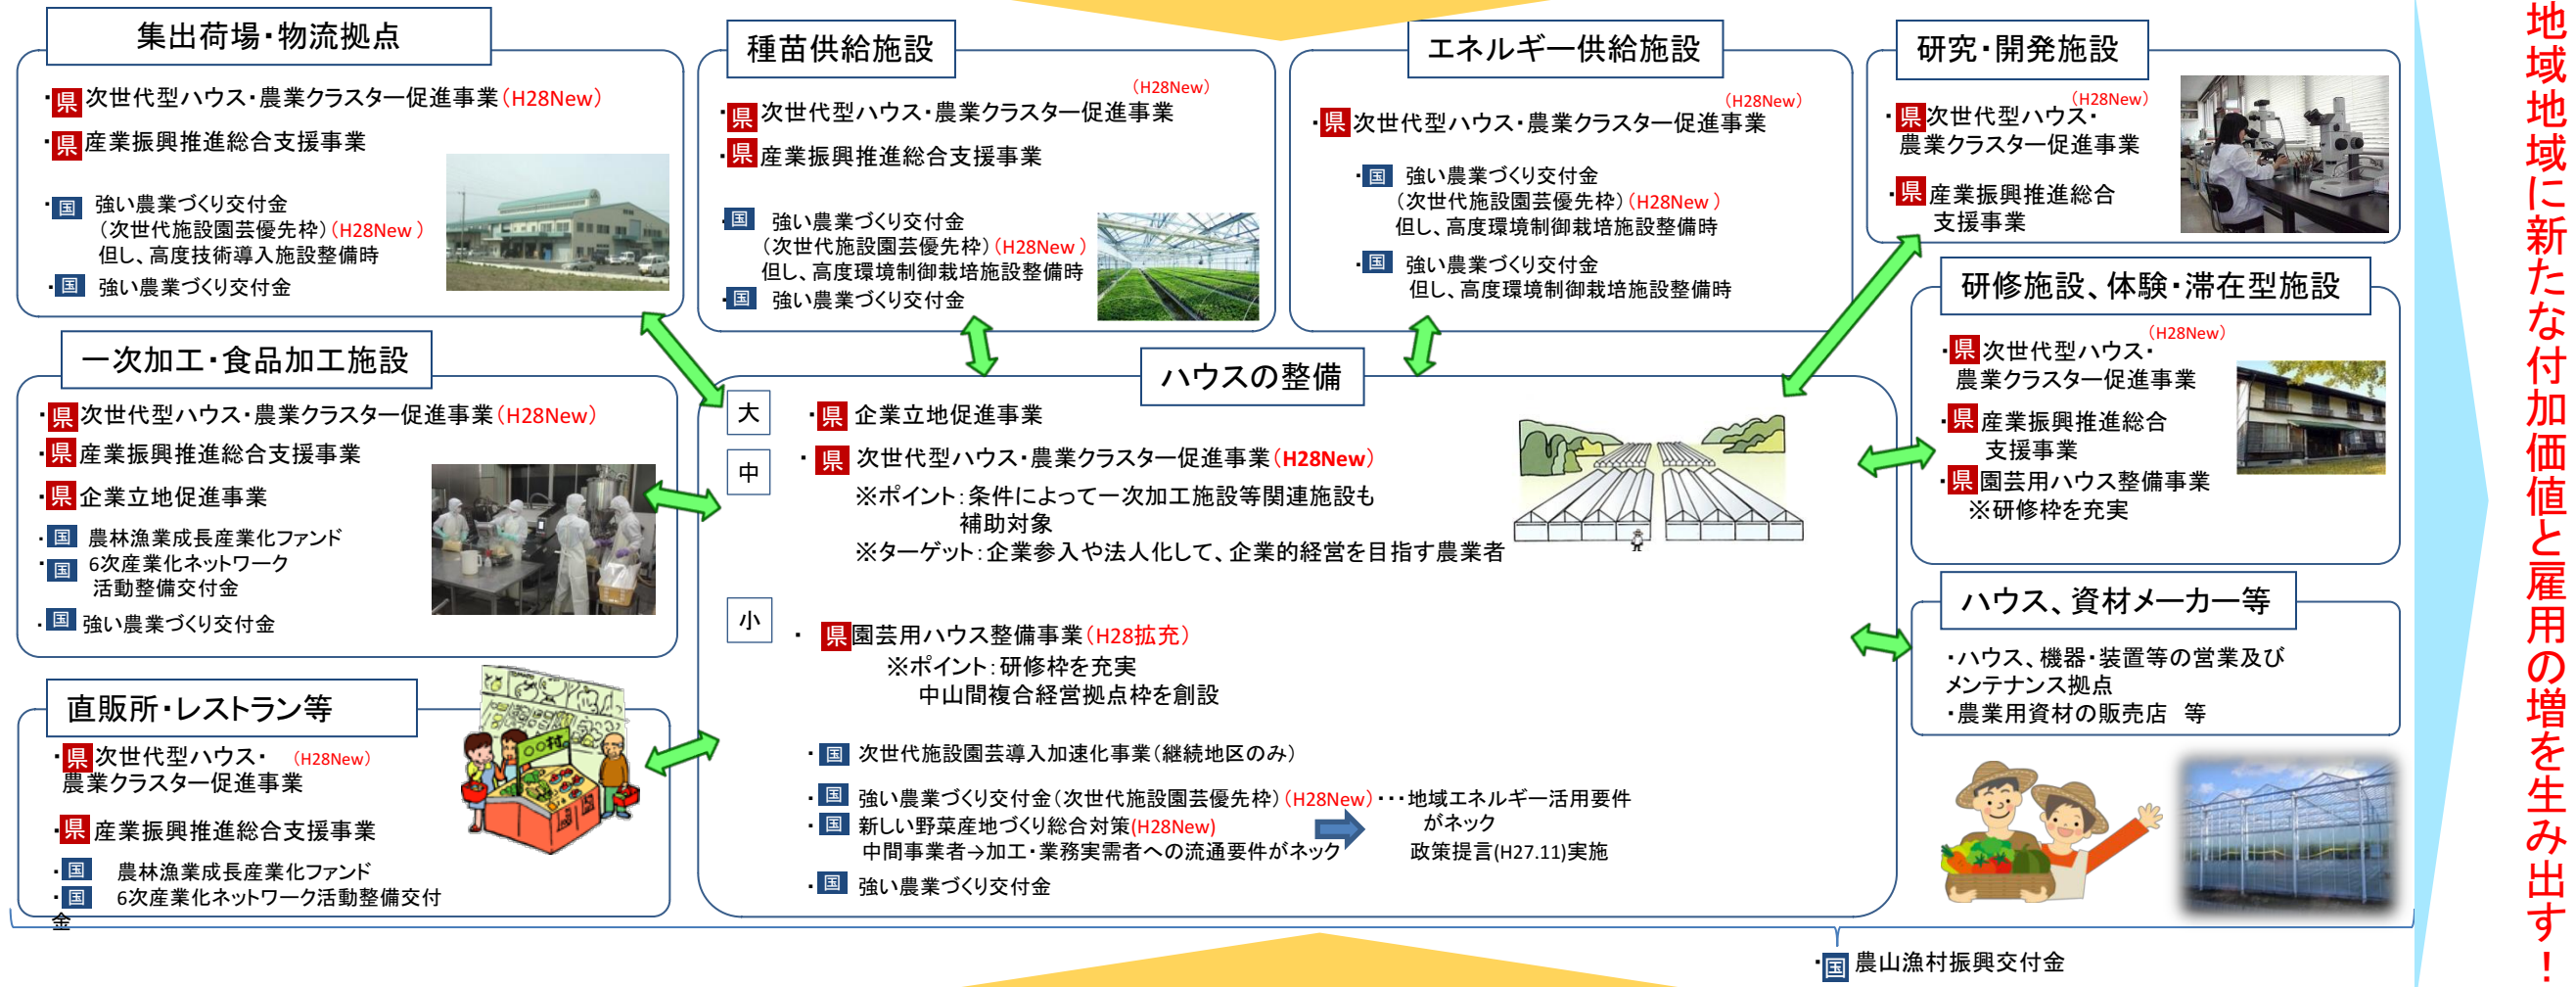 集出荷場・物流拠点
・県 次世代型ハウス・農業クラスター促進事業（H28New）
・県 産業振興推進総合支援事業
・国 強い農業づくり交付金
（次世代施設園芸優先枠）（H28New）
但し、高度技術導入施設整備時
・国 強い農業づくり交付金
種苗供給施設
（H28New）
・県 次世代型ハウス・農業クラスター促進事業
・県 産業振興推進総合支援事業
・国 強い農業づくり交付金
（次世代施設園芸優先枠）（H28New）
但し、高度環境制御栽培施設整備時
・国 強い農業づくり交付金
エネルギー供給施設
（H28New）
・県 次世代型ハウス・農業クラスター促進事業
・国 強い農業づくり交付金
（次世代施設園芸優先枠）（H28New）
但し、高度環境制御栽培施設整備時
・国 強い農業づくり交付金
但し、高度環境制御栽培施設整備時
研究・開発施設
（H28New）
・県 次世代型ハウス・
農業クラスター促進事業
・県 産業振興推進総合
支援事業
一次加工・食品加工施設
・県 次世代型ハウス・農業クラスター促進事業（H28New）
・県 産業振興推進総合支援事業
・県 企業立地促進事業
・国 農林漁業成長産業化ファンド
・国 6次産業化ネットワーク
活動整備交付金
・国 強い農業づくり交付金
直販所・レストラン等
・県 次世代型ハウス・（H28New）
農業クラスター促進事業
・県 産業振興推進総合支援事業
・国 農林漁業成長産業化ファンド
・国 6次産業化ネットワーク活動整備交付
金
ハウスの整備
大 ・県 企業立地促進事業
中 ・県 次世代型ハウス・農業クラスター促進事業（H28New）
※ポイント：条件によって一次加工施設等関連施設も
補助対象
※ターゲット：企業参入や法人化して、企業的経営を目指す農業者
小 ・県 園芸用ハウス整備事業（H28拡充）
※ポイント：研修枠を充実
中山間複合経営拠点枠を創設
・国 次世代施設園芸導入加速化事業（継続地区のみ）
・国 強い農業づくり交付金（次世代施設園芸優先枠）（H28New）・・・地域エネルギー活用要件
がネック
・国 新しい野菜産地づくり総合対策(H28New)
中間事業者→加工・業務実需者への流通要件がネック
政策提言(H27.11)実施
・国 強い農業づくり交付金
研修施設、体験・滞在型施設
（H28New）
・県 次世代型ハウス・
農業クラスター促進事業
・県 産業振興推進総合
支援事業
・県 園芸用ハウス整備事業
※研修枠を充実
ハウス、資材メーカー等
・ハウス、機器・装置等の営業及び
メンテナンス拠点
・農業用資材の販売店　等
○○村
・国 農山漁村振興交付金
地域地域に新たな付加価値と雇用の増を生み出す！